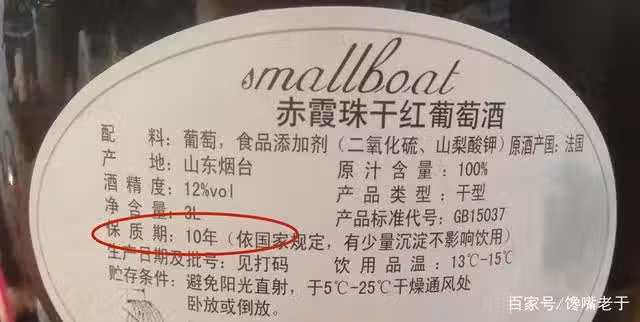 smallboat
赤霞珠干红葡萄酒
配料：葡萄，食品添加剂（二氧化硫、山梨酸钾）原酒产国：法国
产地：山东烟台 原汁含量：100%
酒精度：12%vol 产品类型：干型
净含量：3L 产品标准代号：GB15037
保质期：10年（依国家规定，有少量沉淀不影响饮用）
生产日期及批号：见打码 饮用品温：13℃-15℃
贮存条件：避免阳光直射，于5℃-25℃干燥通风处
卧放或倒放。
百家号/馋嘴老于